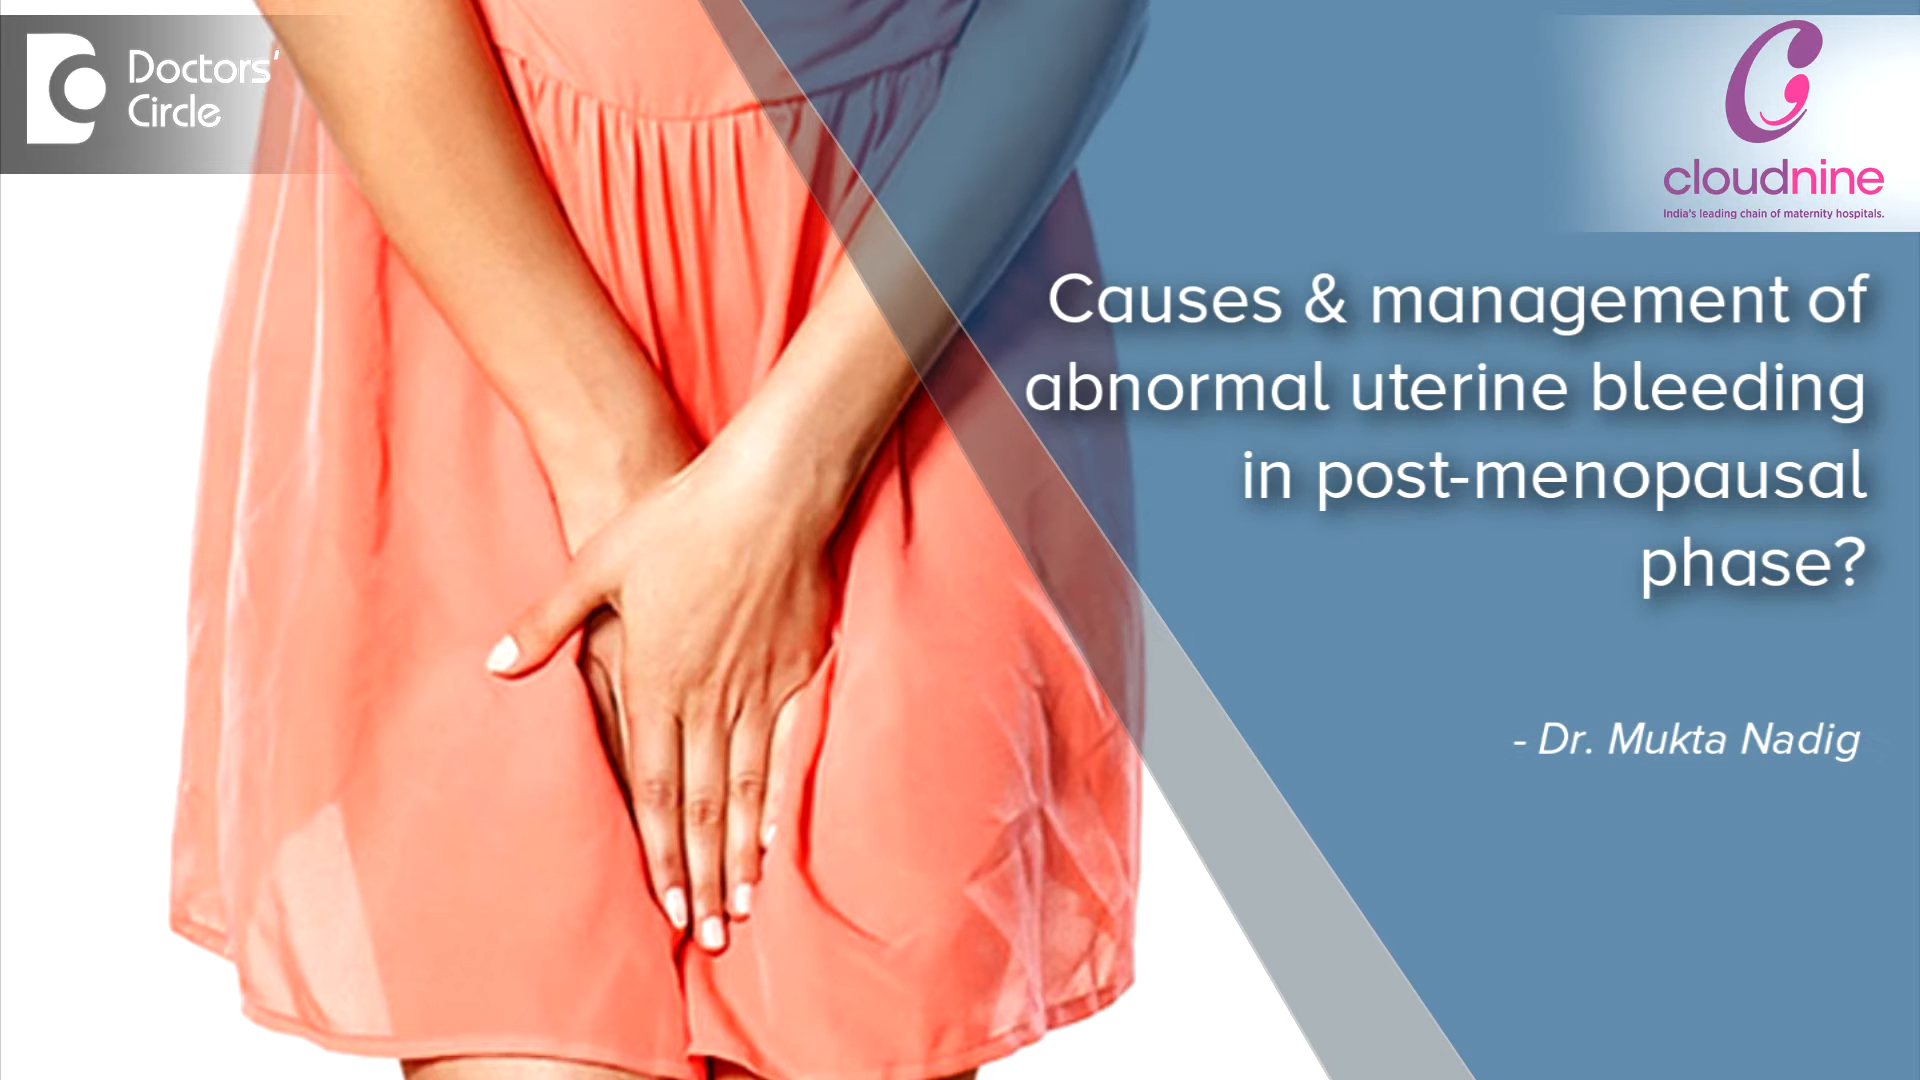 Doctors'
Circle
cloudnine
India's leading chain of maternity hospitals.
Causes & management of
abnormal uterine bleeding
in post-menopausal
phase?
- Dr. Mukta Nadig